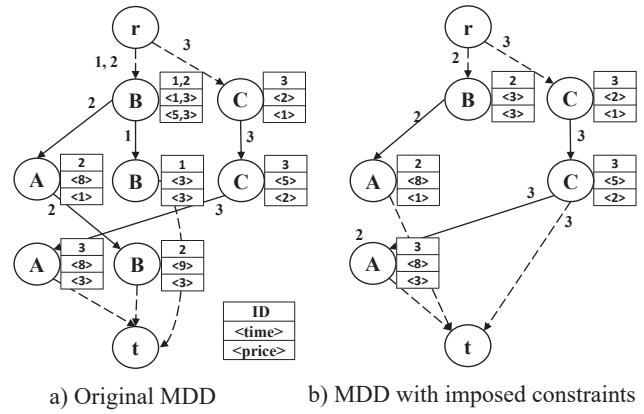 r
1, 2
3
B
1,2
<1,3>
<5,3>
C
3
<2>
<1>
2
1
3
A
2
<8>
<1>
B
1
<3>
<3>
C
3
<5>
<2>
2
3
A
3
<8>
<3>
B
2
<9>
<3>
t
ID
<time>
<price>
a) Original MDD
r
2
3
B
2
<3>
<3>
C
3
<2>
<1>
2
3
A
2
<8>
<1>
C
3
<5>
<2>
3
3
2
A
3
<8>
<3>
t
b) MDD with imposed constraints